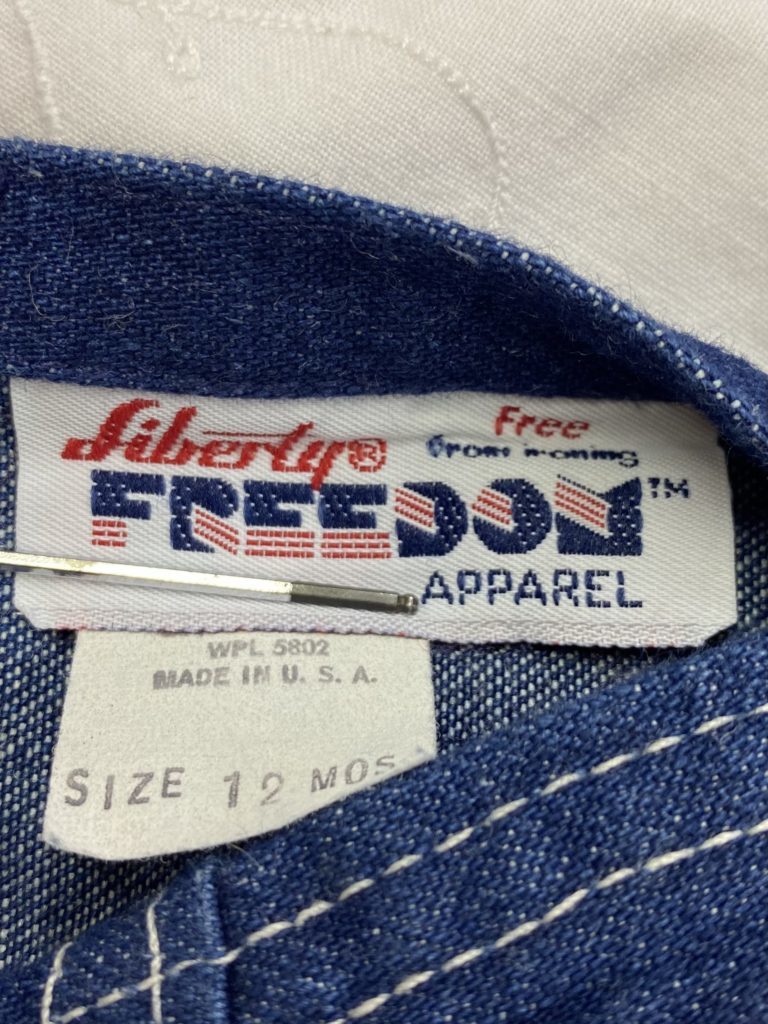 Liberty® Free
from ironing
FREEDOM™
APPAREL
WPL 5802
MADE IN U. S. A.
SIZE 12 MOS